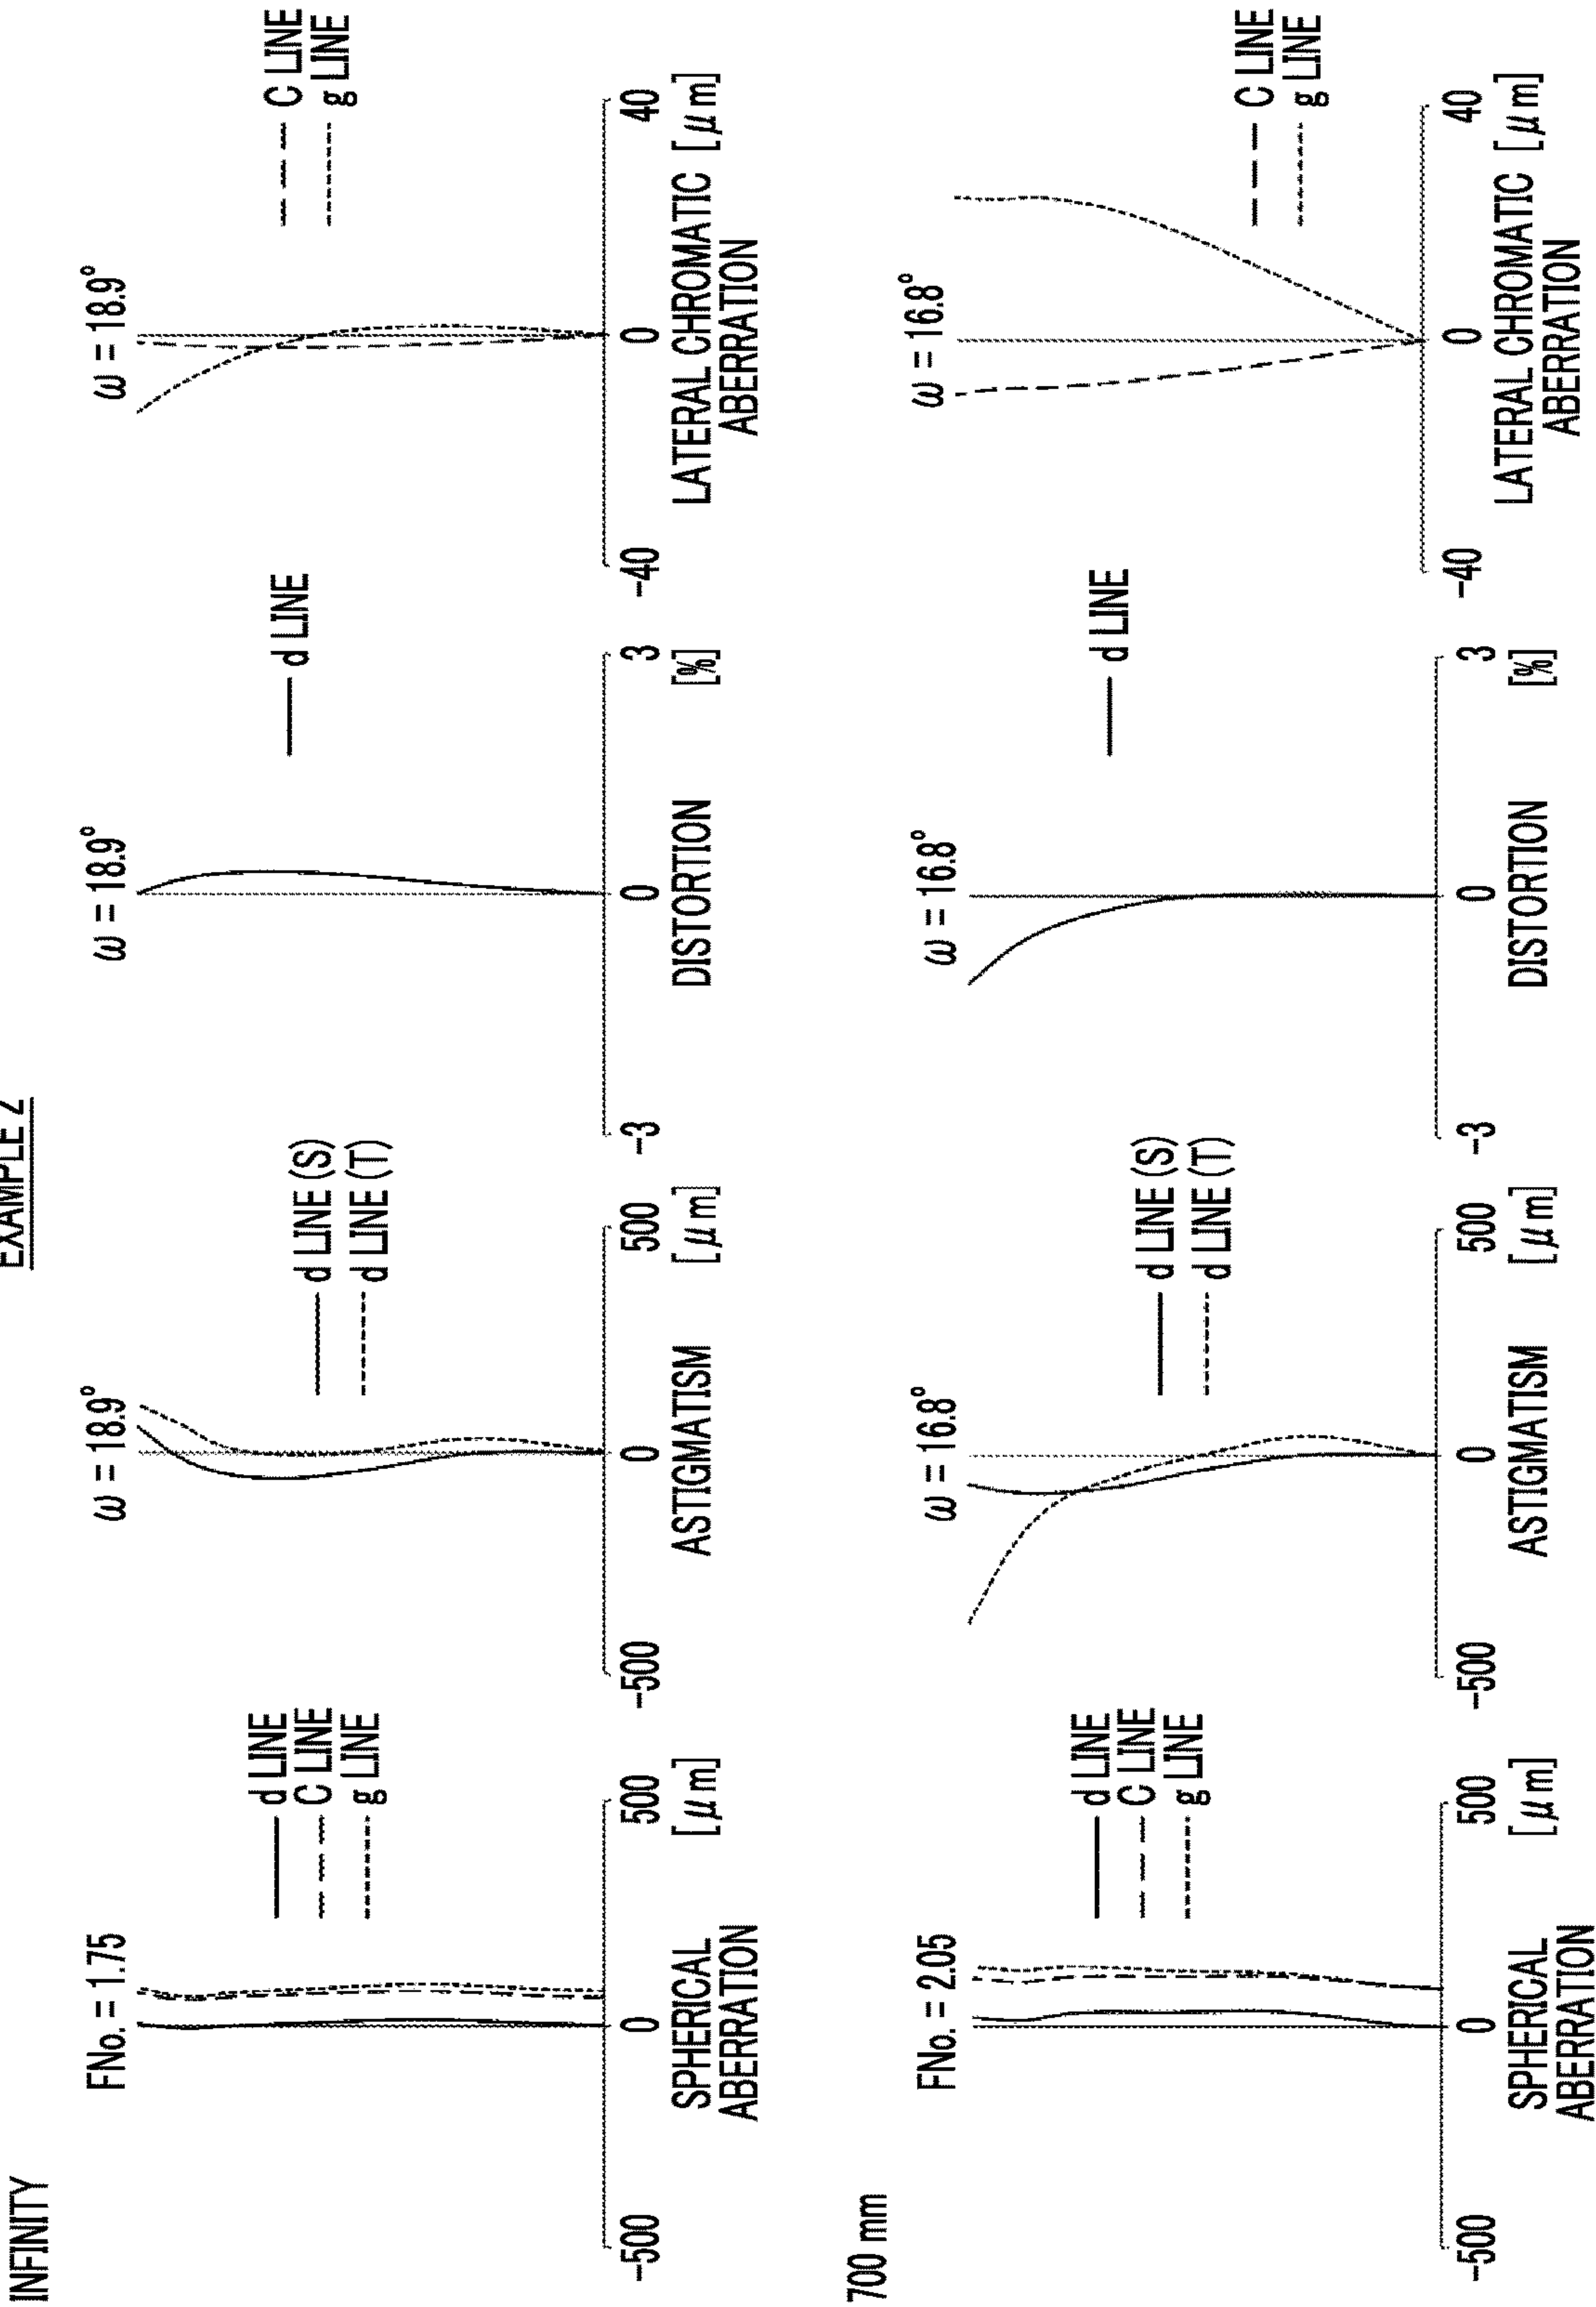 EXAMPLE 2
INFINITY
FNo. = 1.75
d LINE
C LINE
g LINE
-500
0
500
[μm]
SPHERICAL
ABERRATION
ω = 18.9°
d LINE (S)
d LINE (T)
-500
0
500
[μm]
ASTIGMATISM
ω = 18.9°
d LINE
-3
0
3
[%]
DISTORTION
ω = 18.9°
C LINE
g LINE
-40
0
40
LATERAL CHROMATIC [μm]
ABERRATION
700 mm
FNo. = 2.05
d LINE
C LINE
g LINE
-500
0
500
[μm]
SPHERICAL
ABERRATION
ω = 16.8°
d LINE (S)
d LINE (T)
-500
0
500
[μm]
ASTIGMATISM
ω = 16.8°
d LINE
-3
0
3
[%]
DISTORTION
ω = 16.8°
C LINE
g LINE
-40
0
40
LATERAL CHROMATIC [μm]
ABERRATION